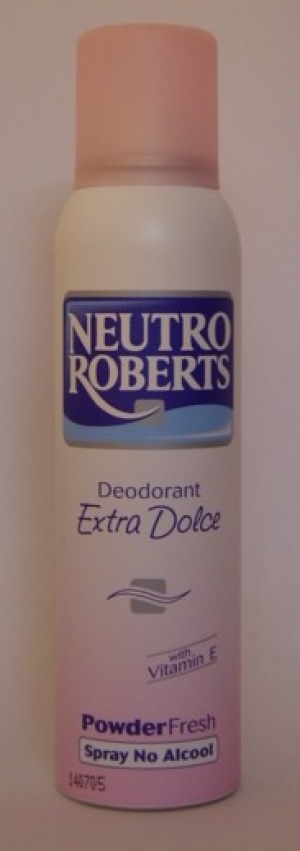 NEUTRO
ROBERTS
Deodorant
Extra Dolce
with
Vitamin E
PowderFresh
Spray No Alcool
140705